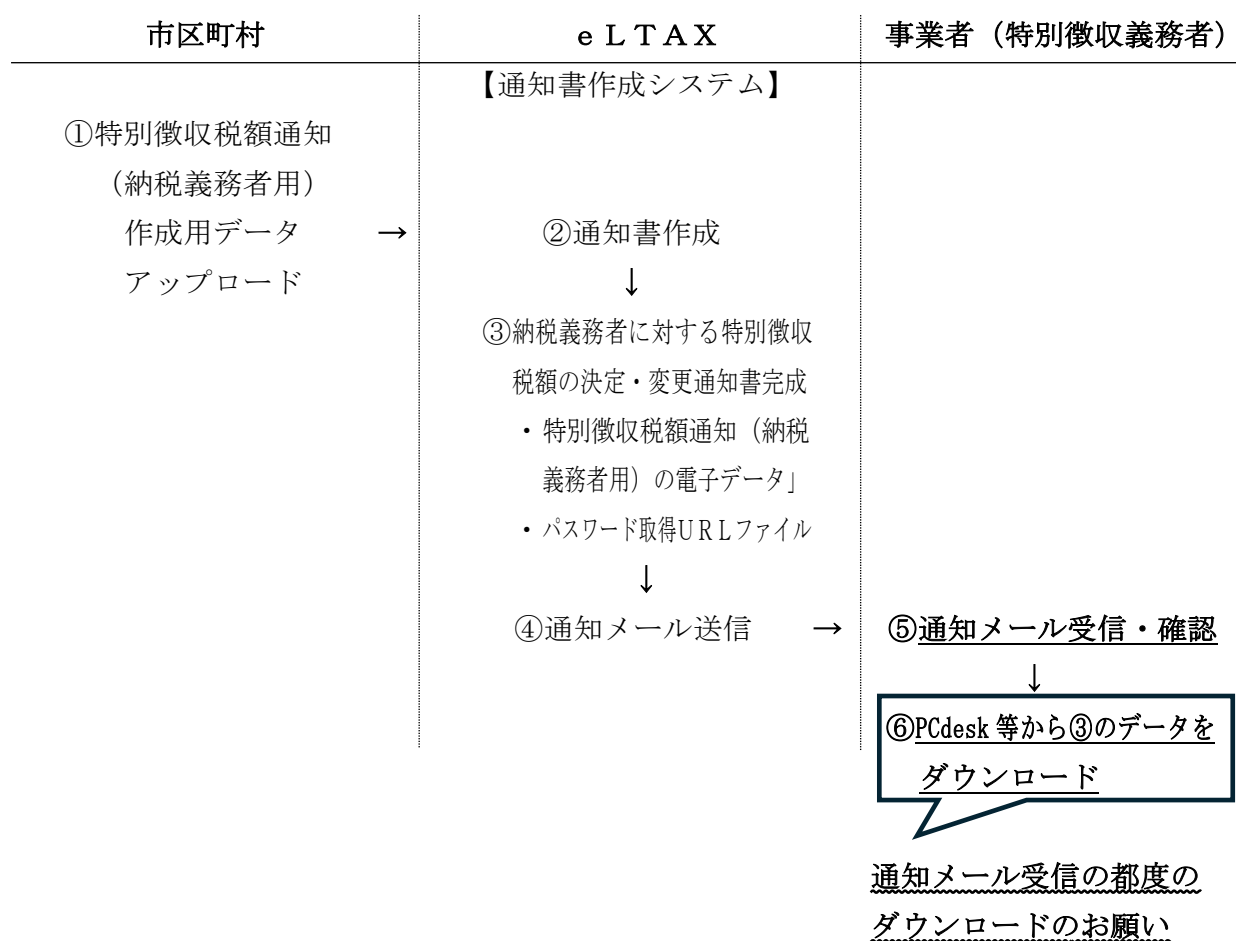 市区町村
ｅＬＴＡＸ
事業者（特別徴収義務者）
【通知書作成システム】
①特別徴収税額通知
（納税義務者用）
作成用データ →
アップロード
②通知書作成
↓
③納税義務者に対する特別徴収
税額の決定・変更通知書完成
・特別徴収税額通知（納税
義務者用）の電子データ」
・パスワード取得ＵＲＬファイル
↓
④通知メール送信 →
⑤通知メール受信・確認
↓
⑥PCdesk 等から③のデータを
ダウンロード
通知メール受信の都度の
ダウンロードのお願い